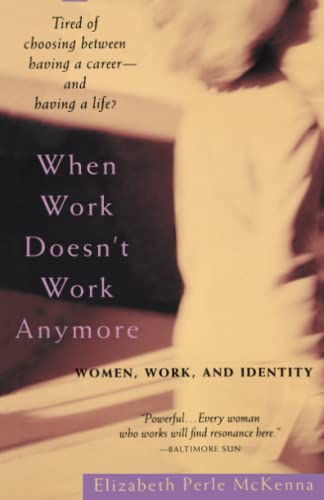 Tired of
choosing between
having a career—
and
having a life?
When
Work
Doesn't
Work
Anymore
WOMEN, WORK, AND IDENTITY
"Powerful...Every woman
who works will find resonance here."
—BALTIMORE SUN
Elizabeth Perle McKenna